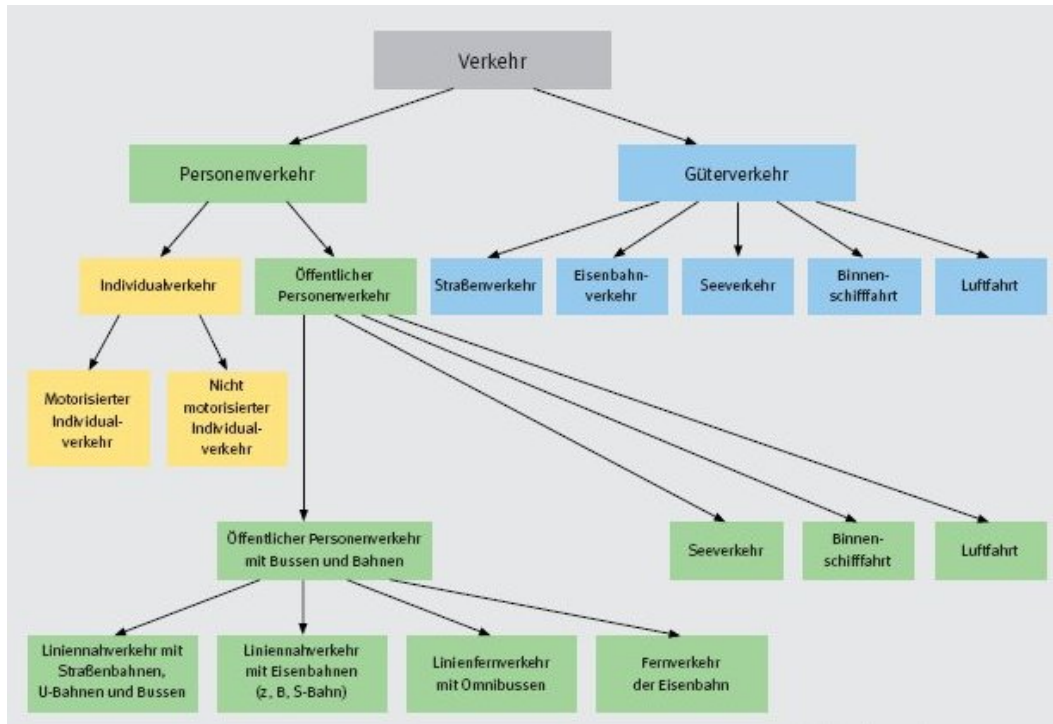 Verkehr
Personenverkehr
Güterverkehr
Individualverkehr
Öffentlicher
Personenverkehr
Straßenverkehr
Eisenbahn-
verkehr
Seeverkehr
Binnen-
schifffahrt
Luftfahrt
Motorisierter
Individual-
verkehr
Nicht
motorisierter
Individual-
verkehr
Öffentlicher Personenverkehr
mit Bussen und Bahnen
Seeverkehr
Binnen-
schifffahrt
Luftfahrt
Liniennahverkehr mit
Straßenbahnen,
U-Bahnen und Bussen
Liniennahverkehr
mit Eisenbahnen
(z, B, S-Bahn)
Linienfernverkehr
mit Omnibussen
Fernverkehr
der Eisenbahn